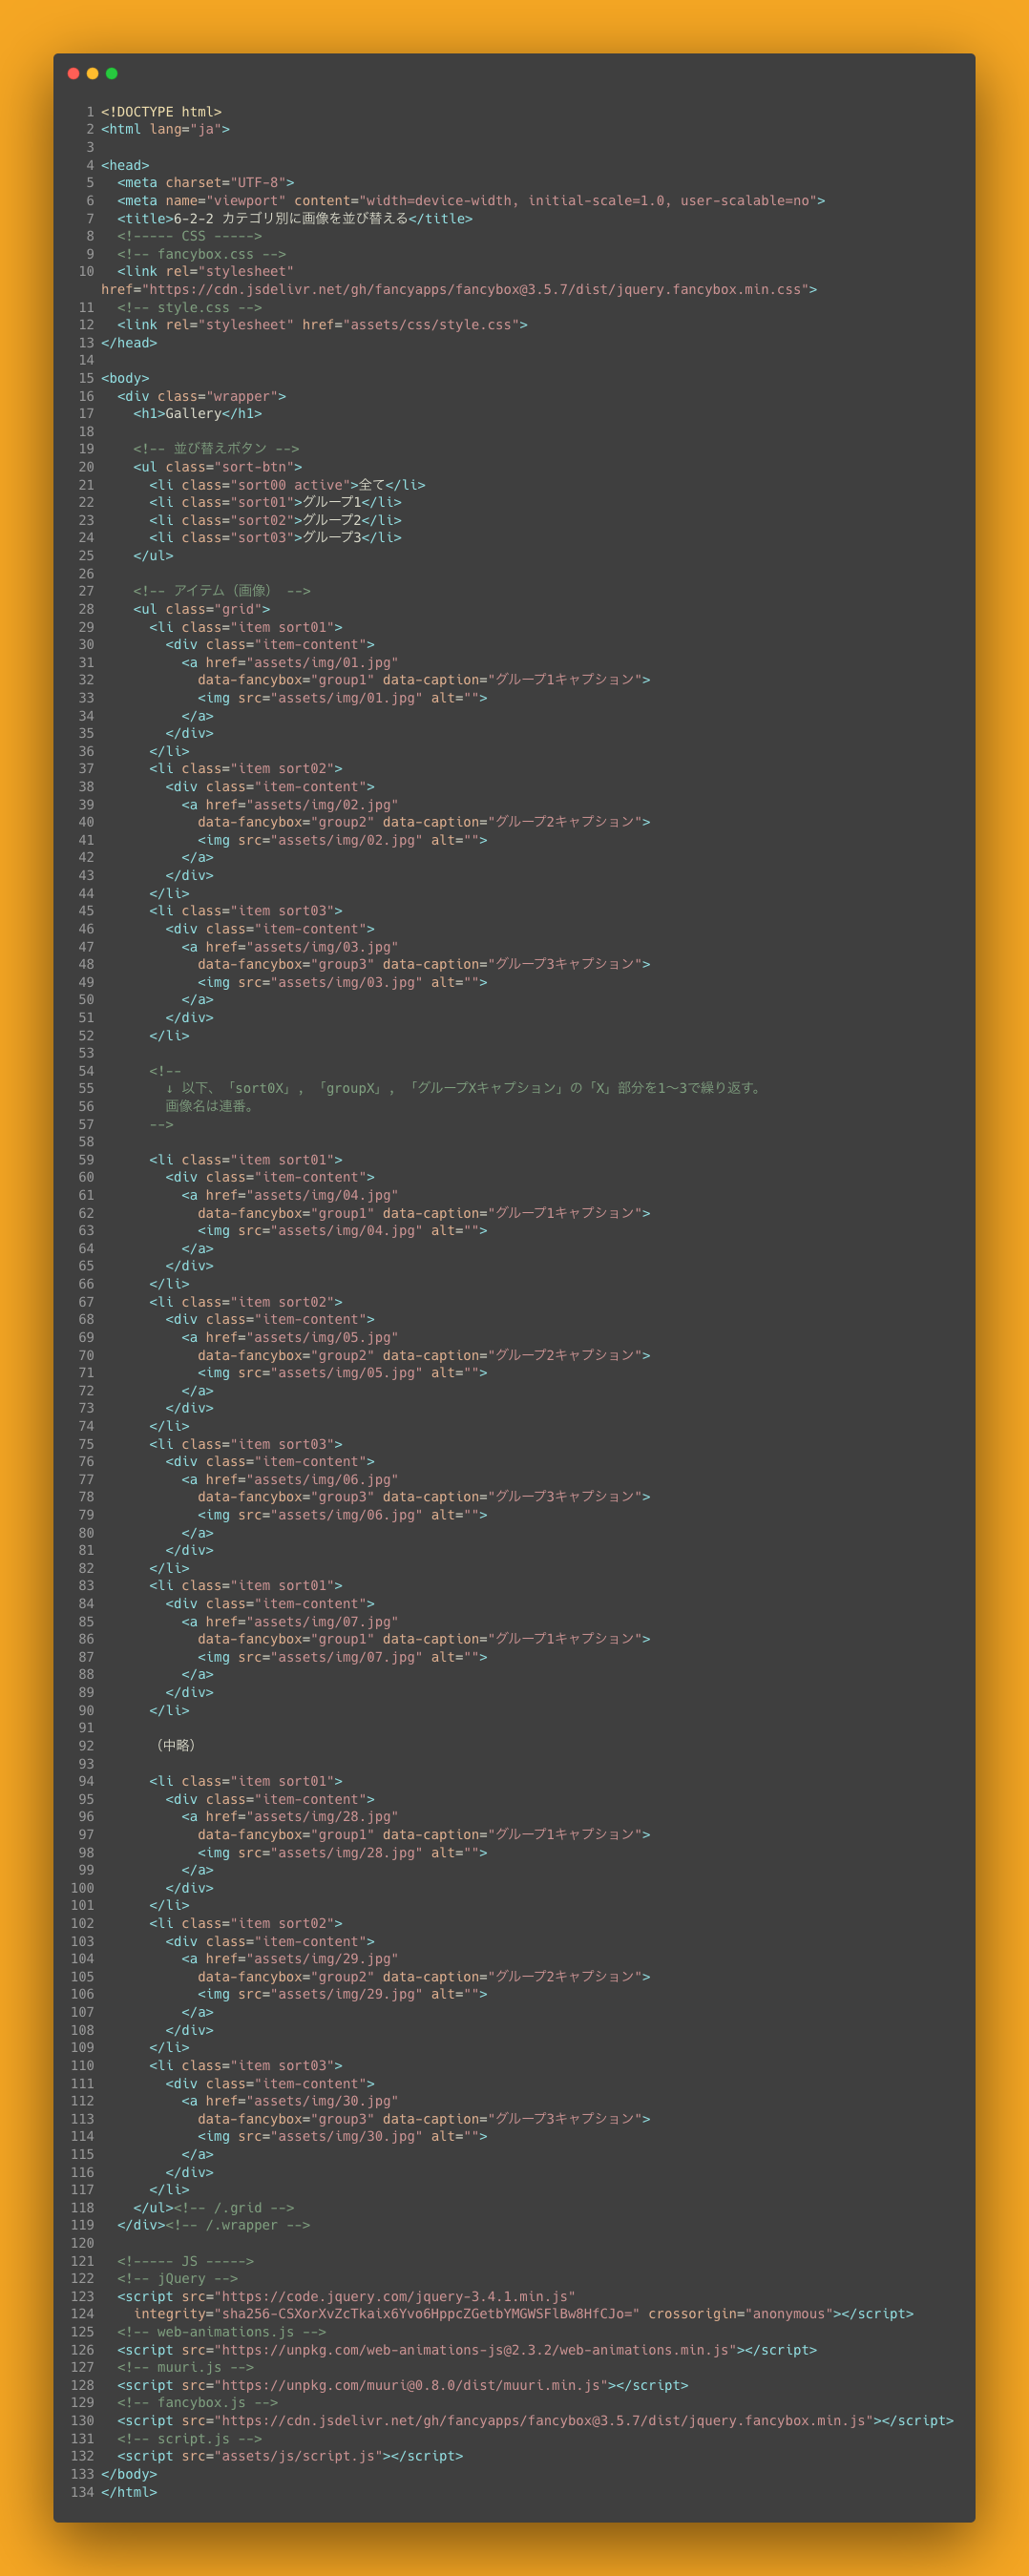 1 <!DOCTYPE html>
2 <html lang="ja">
3
4 <head>
5   <meta charset="UTF-8">
6   <meta name="viewport" content="width=device-width, initial-scale=1.0, user-scalable=no">
7   <title>6-2-2 カテゴリ別に画像を並び替える</title>
8   <!----- CSS ----->
9   <!-- fancybox.css -->
10   <link rel="stylesheet"
href="https://cdn.jsdelivr.net/gh/fancyapps/fancybox@3.5.7/dist/jquery.fancybox.min.css">
11   <!-- style.css -->
12   <link rel="stylesheet" href="assets/css/style.css">
13 </head>
14
15 <body>
16   <div class="wrapper">
17     <h1>Gallery</h1>
18
19     <!-- 並び替えボタン -->
20     <ul class="sort-btn">
21       <li class="sort00 active">全て</li>
22       <li class="sort01">グループ1</li>
23       <li class="sort02">グループ2</li>
24       <li class="sort03">グループ3</li>
25     </ul>
26
27     <!-- アイテム（画像） -->
28     <ul class="grid">
29       <li class="item sort01">
30         <div class="item-content">
31           <a href="assets/img/01.jpg"
32             data-fancybox="group1" data-caption="グループ1キャプション">
33             <img src="assets/img/01.jpg" alt="">
34           </a>
35         </div>
36       </li>
37       <li class="item sort02">
38         <div class="item-content">
39           <a href="assets/img/02.jpg"
40             data-fancybox="group2" data-caption="グループ2キャプション">
41             <img src="assets/img/02.jpg" alt="">
42           </a>
43         </div>
44       </li>
45       <li class="item sort03">
46         <div class="item-content">
47           <a href="assets/img/03.jpg"
48             data-fancybox="group3" data-caption="グループ3キャプション">
49             <img src="assets/img/03.jpg" alt="">
50           </a>
51         </div>
52       </li>
53
54       <!--
55         ↓ 以下、「sort0X」, 「groupX」, 「グループXキャプション」の「X」部分を1〜3で繰り返す。
56         画像名は連番。
57       -->
58
59       <li class="item sort01">
60         <div class="item-content">
61           <a href="assets/img/04.jpg"
62             data-fancybox="group1" data-caption="グループ1キャプション">
63             <img src="assets/img/04.jpg" alt="">
64           </a>
65         </div>
66       </li>
67       <li class="item sort02">
68         <div class="item-content">
69           <a href="assets/img/05.jpg"
70             data-fancybox="group2" data-caption="グループ2キャプション">
71             <img src="assets/img/05.jpg" alt="">
72           </a>
73         </div>
74       </li>
75       <li class="item sort03">
76         <div class="item-content">
77           <a href="assets/img/06.jpg"
78             data-fancybox="group3" data-caption="グループ3キャプション">
79             <img src="assets/img/06.jpg" alt="">
80           </a>
81         </div>
82       </li>
83       <li class="item sort01">
84         <div class="item-content">
85           <a href="assets/img/07.jpg"
86             data-fancybox="group1" data-caption="グループ1キャプション">
87             <img src="assets/img/07.jpg" alt="">
88           </a>
89         </div>
90       </li>
91
92       （中略）
93
94       <li class="item sort01">
95         <div class="item-content">
96           <a href="assets/img/28.jpg"
97             data-fancybox="group1" data-caption="グループ1キャプション">
98             <img src="assets/img/28.jpg" alt="">
99           </a>
100         </div>
101       </li>
102       <li class="item sort02">
103         <div class="item-content">
104           <a href="assets/img/29.jpg"
105             data-fancybox="group2" data-caption="グループ2キャプション">
106             <img src="assets/img/29.jpg" alt="">
107           </a>
108         </div>
109       </li>
110       <li class="item sort03">
111         <div class="item-content">
112           <a href="assets/img/30.jpg"
113             data-fancybox="group3" data-caption="グループ3キャプション">
114             <img src="assets/img/30.jpg" alt="">
115           </a>
116         </div>
117       </li>
118     </ul><!-- /.grid -->
119   </div><!-- /.wrapper -->
120
121   <!----- JS ----->
122   <!-- jQuery -->
123   <script src="https://code.jquery.com/jquery-3.4.1.min.js"
124     integrity="sha256-CSXorXvZcTkaix6Yvo6HppcZGetbYMGWSFlBw8HfCJo=" crossorigin="anonymous"></script>
125   <!-- web-animations.js -->
126   <script src="https://unpkg.com/web-animations-js@2.3.2/web-animations.min.js"></script>
127   <!-- muuri.js -->
128   <script src="https://unpkg.com/muuri@0.8.0/dist/muuri.min.js"></script>
129   <!-- fancybox.js -->
130   <script src="https://cdn.jsdelivr.net/gh/fancyapps/fancybox@3.5.7/dist/jquery.fancybox.min.js"></script>
131   <!-- script.js -->
132   <script src="assets/js/script.js"></script>
133 </body>
134 </html>